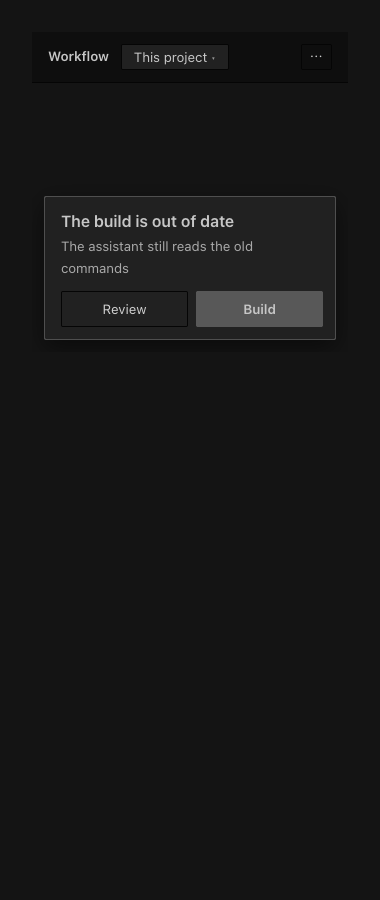 Workflow This project ...
The build is out of date
The assistant still reads the old
commands
Review Build